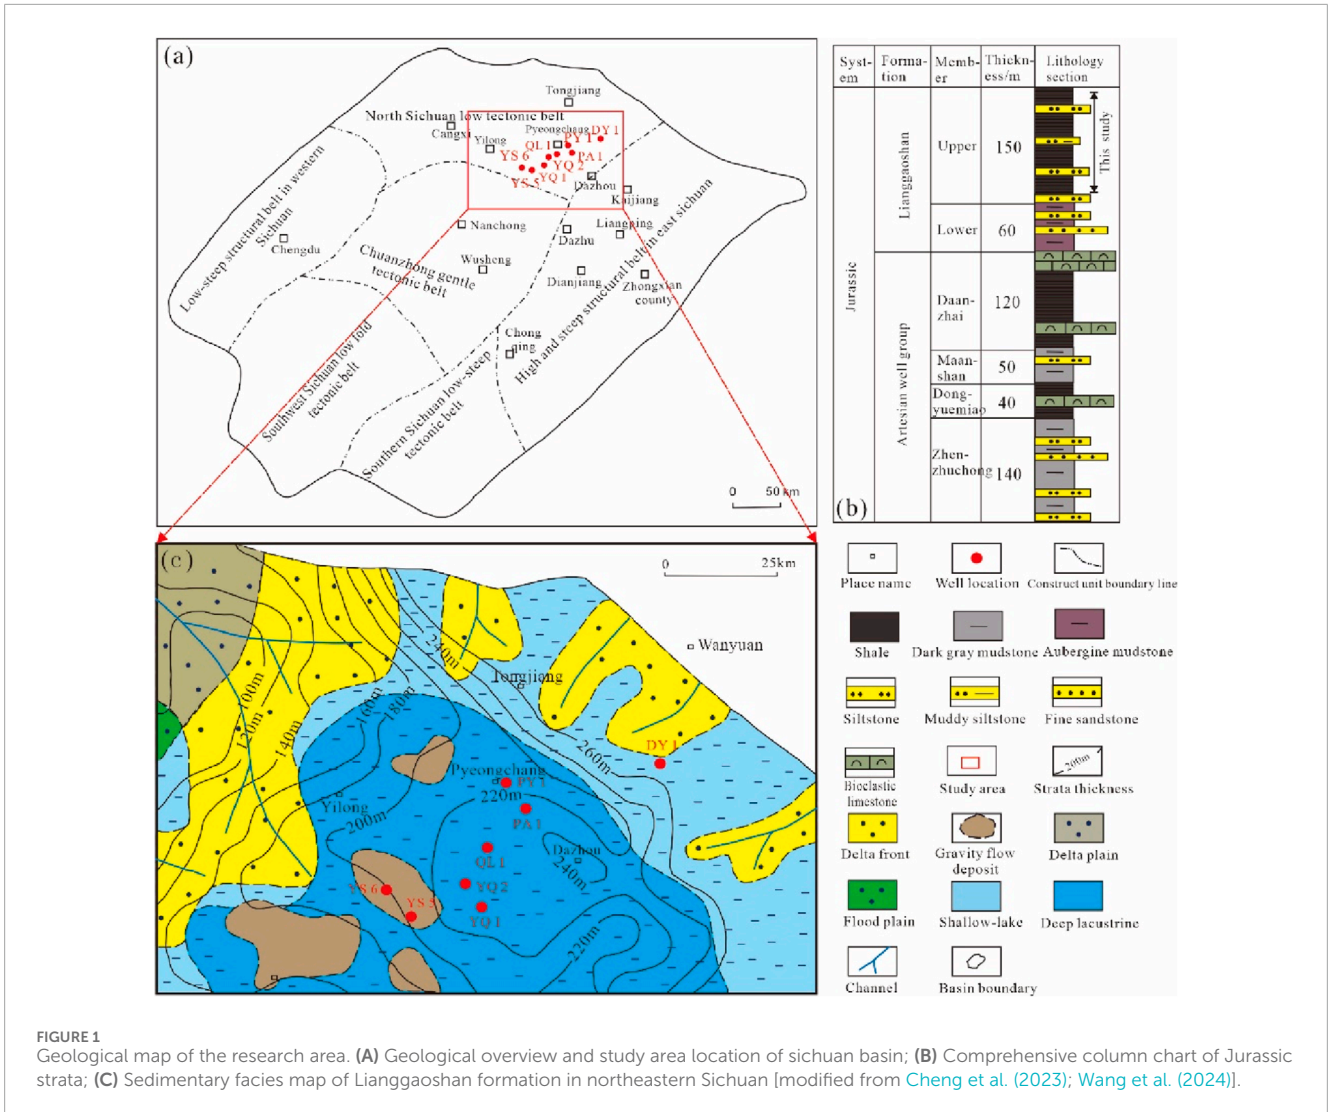 (a)
Tongjiang
North Sichuan low tectonic belt
Cangxi
Yilong
Pyeongchang
DY 1
PY 1
QL 1
YS 6
PA 1
YQ 2
YQ 1
YS 5
Dazhou
Kaijiang
Low-steep structural belt in western
Sichuan
Chengdu
Nanchong
Liangping
Dazhu
Chuanzhong gentle
tectonic belt
Wusheng
Dianjiang
Zhongxian
county
High and steep structural belt in east sichuan
Chong
qing
Southwest Sichuan low fold
tectonic belt
Southern Sichuan low-steep
tectonic belt
0 50 km
Syst-
em
Forma-
tion
Memb-
er
Thickn-
ess/m
Lithology
section
Jurassic
Lianggaoshan
Upper
150
This study
Lower
60
Artesian well group
Daan-
zhai
120
Maan-
shan
50
Dong-
yuemiao
40
Zhen-
zhuchong
140
(b)
(c)
0 25km
Wanyuan
240m
Tongjiang
100m
120m
140m
160m
180m
260m
DY 1
Pyeongchang
PY 1
220m
PA 1
Yilong
200m
QL 1
Dazhou
240m
YS 6
YQ 2
YS 5
YQ 1
220m
Place name
Well location
Construct unit boundary line
Shale
Dark gray mudstone
Aubergine mudstone
Siltstone
Muddy siltstone
Fine sandstone
Bioclastic
limestone
Study area
200m
Strata thickness
Delta front
Gravity flow
deposit
Delta plain
Flood plain
Shallow-lake
Deep lacustrine
Channel
Basin boundary
FIGURE 1
Geological map of the research area. (A) Geological overview and study area location of sichuan basin; (B) Comprehensive column chart of Jurassic
strata; (C) Sedimentary facies map of Lianggaoshan formation in northeastern Sichuan [modified from Cheng et al. (2023); Wang et al. (2024)].